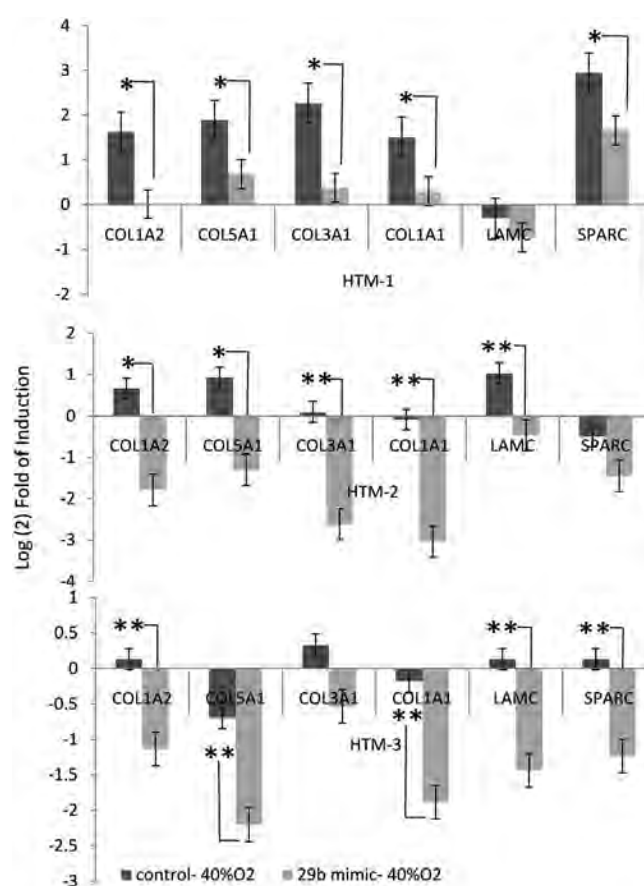 4
3
2
1
0
-1
-2
* * * * *
COL1A2 COL5A1 COL3A1 COL1A1 LAMC SPARC
HTM-1
Log (2) Fold of Induction
2
1
0
-1
-2
-3
-4
* * ** ** **
COL1A2 COL5A1 COL3A1 COL1A1 LAMC SPARC
HTM-2
1
0.5
0
-0.5
-1
-1.5
-2
-2.5
-3
** ** **
COL1A2 COL5A1 COL3A1 COL1A1 LAMC SPARC
** **
HTM-3
control- 40%O2 29b mimic- 40%O2